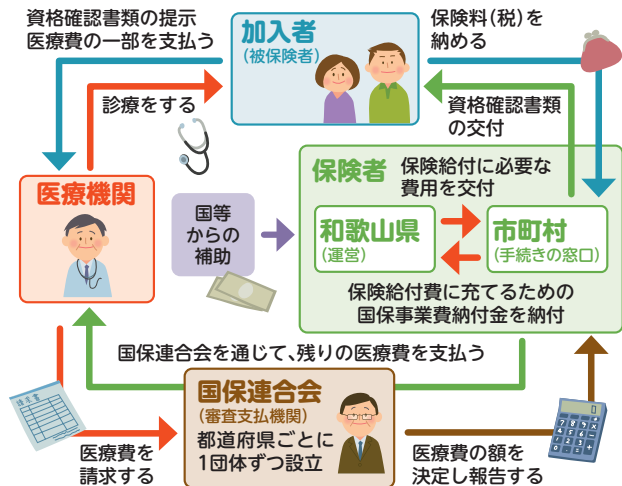 資格確認書類の提示
医療費の一部を支払う
加入者
(被保険者)
保険料(税)を
納める
診療をする
資格確認書類
の交付
医療機関
国等
からの
補助
保険者
保険給付に必要な
費用を交付
和歌山県
(運営)
市町村
(手続きの窓口)
保険給付費に充てるための
国保事業費納付金を納付
国保連合会を通じて、残りの医療費を支払う
請求書
医療費を
請求する
国保連合会
(審査支払機関)
都道府県ごとに
1団体ずつ設立
医療費の額を
決定し報告する